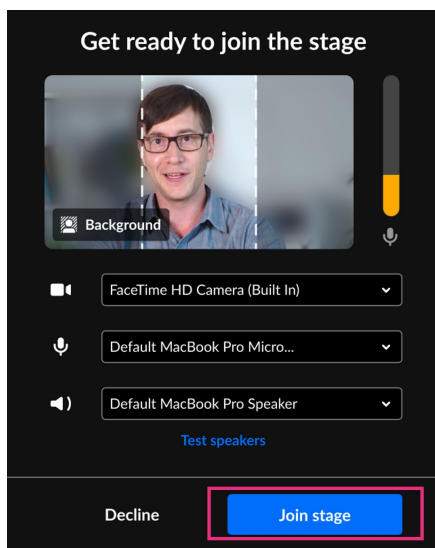 Get ready to join the stage
Background
FaceTime HD Camera (Built In)
Default MacBook Pro Micro...
Default MacBook Pro Speaker
Test speakers
Decline
Join stage